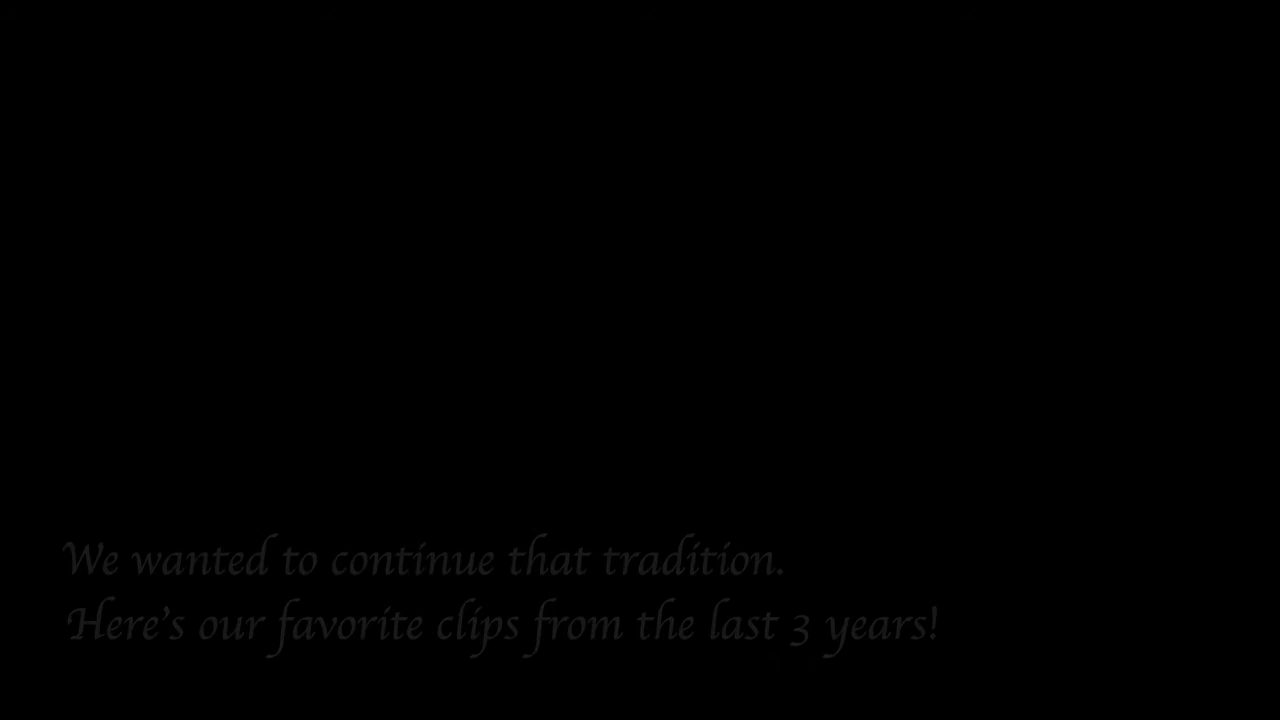 We wanted to continue that tradition.
Here's our favorite clips from the last 3 years!